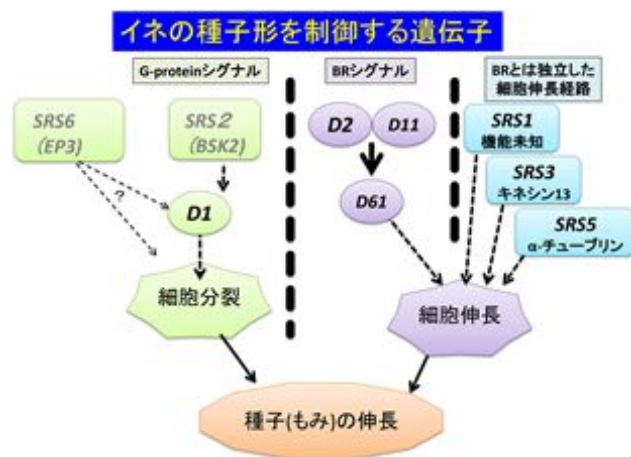 イネの種子形を制御する遺伝子
G-proteinシグナル
BRシグナル
BRとは独立した
細胞伸長経路
SRS6
(EP3)
SRS2
(BSK2)
?
D1
細胞分裂
D2
D11
D61
SRS1
機能未知
SRS3
キネシン13
SRS5
α-チューブリン
細胞伸長
種子(もみ)の伸長